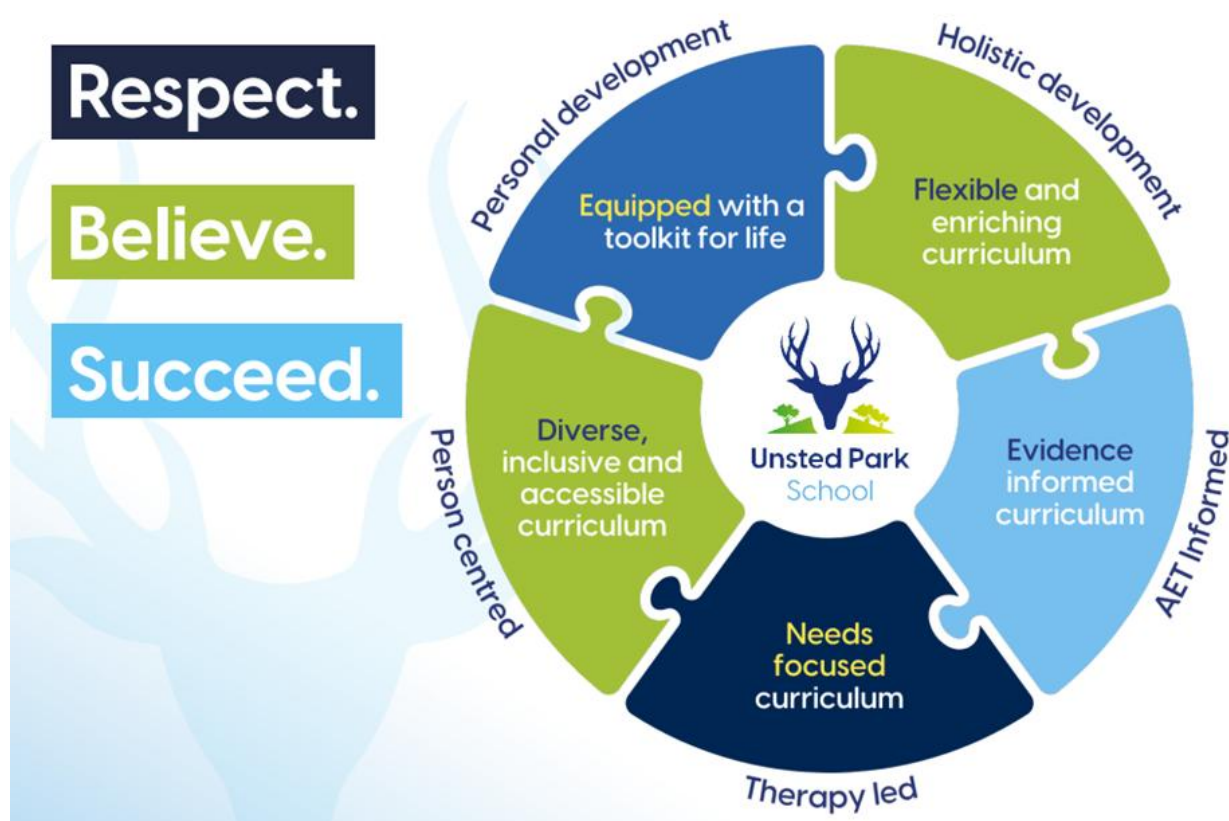 Respect.
Believe.
Succeed.
Personal development
Equipped with a
toolkit for life
Holistic development
Flexible and
enriching
curriculum
AET Informed
Evidence
informed
curriculum
Therapy led
Needs
focused
curriculum
Person centred
Diverse,
inclusive and
accessible
curriculum
Unsted Park
School